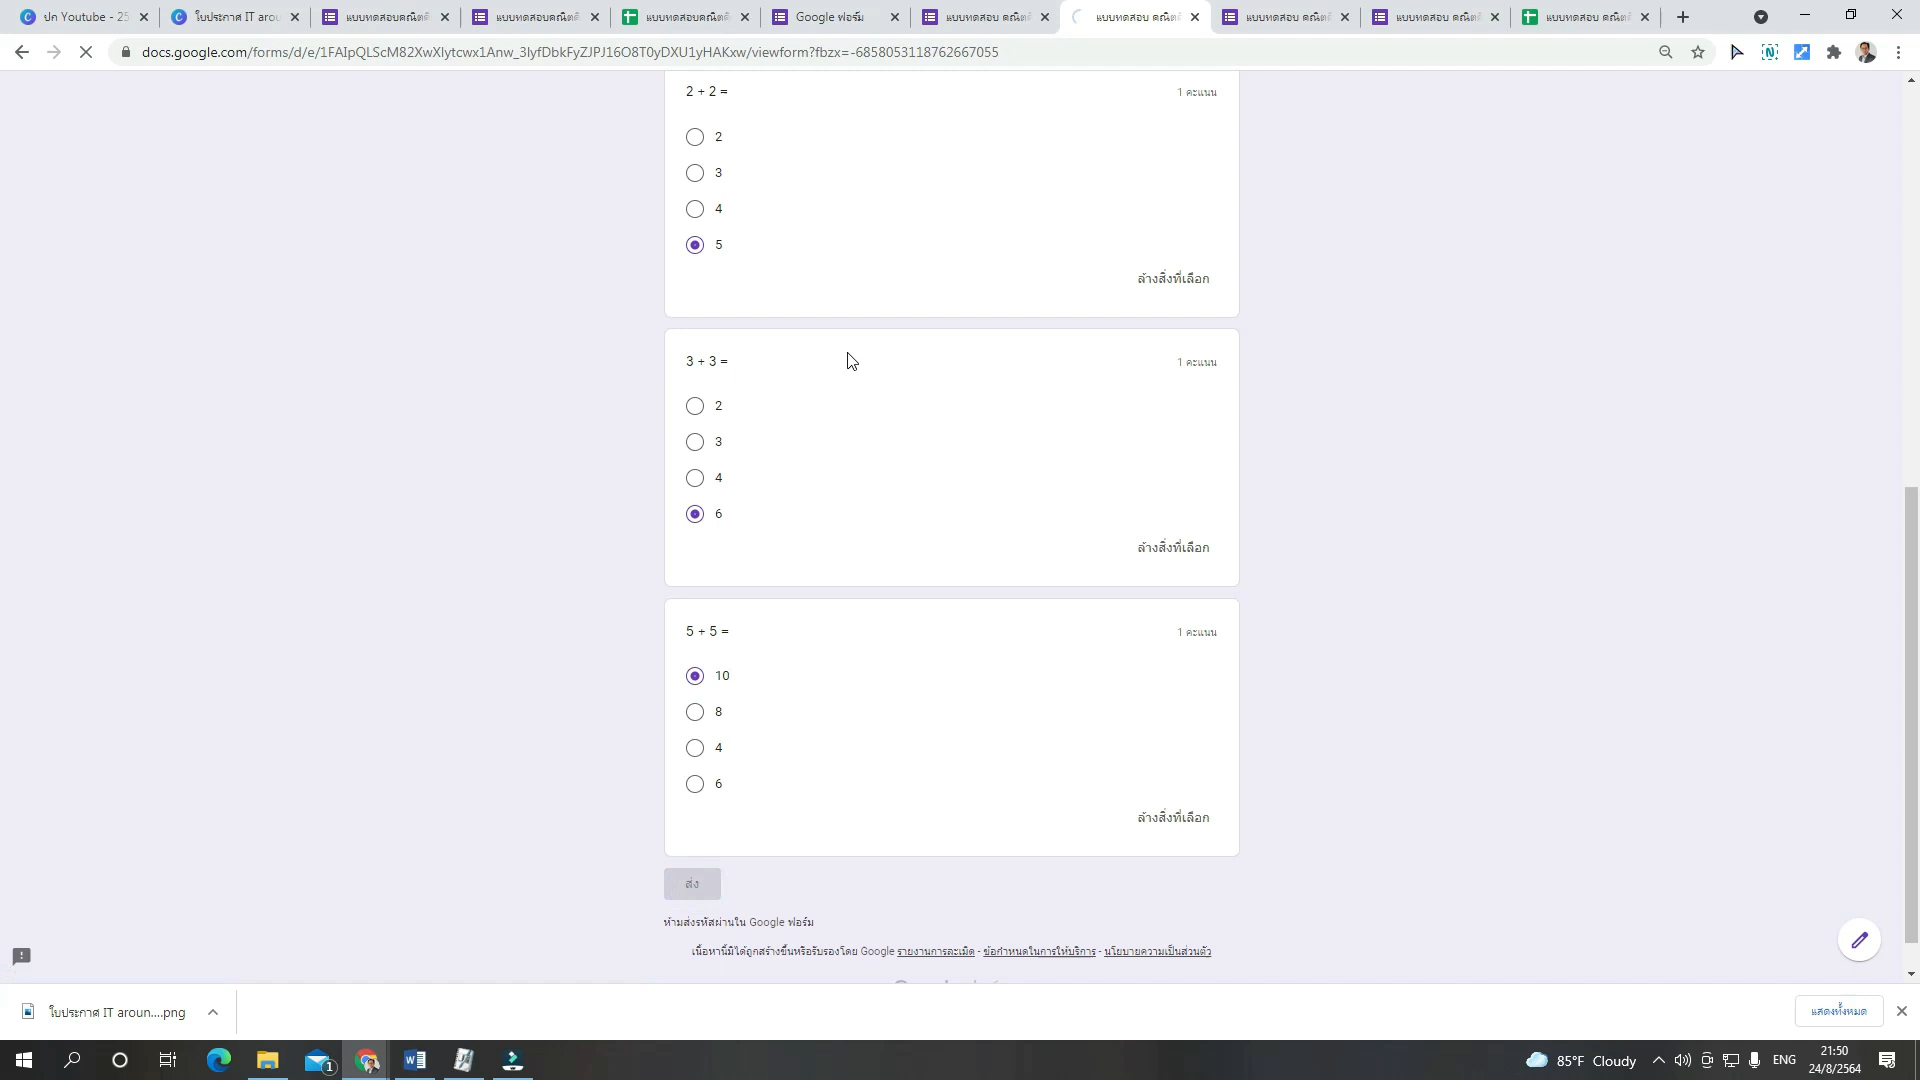 ปก Youtube - 25
ใบประกาศ IT arou
แบบทดสอบคณิตศ
แบบทดสอบคณิตศ
แบบทดสอบคณิตศ
Google ฟอร์ม
แบบทดสอบ คณิต
แบบทดสอบ คณิต
แบบทดสอบ คณิต
แบบทดสอบ คณิต
แบบทดสอบ คณิต
2 + 2 =
1 คะแนน
2
3
4
5
ล้างสิ่งที่เลือก
3 + 3 =
1 คะแนน
2
3
4
6
ล้างสิ่งที่เลือก
5 + 5 =
1 คะแนน
10
8
4
6
ล้างสิ่งที่เลือก
ส่ง
ห้ามส่งรหัสผ่านใน Google ฟอร์ม
เนื้อหานี้มิได้ถูกสร้างขึ้นหรือรับรองโดย Google รายงานการละเมิด - ข้อกำหนดในการให้บริการ - นโยบายความเป็นส่วนตัว
ใบประกาศ IT aroun....png
แสดงทั้งหมด
1
85°F Cloudy
ENG
21:50
24/8/2564